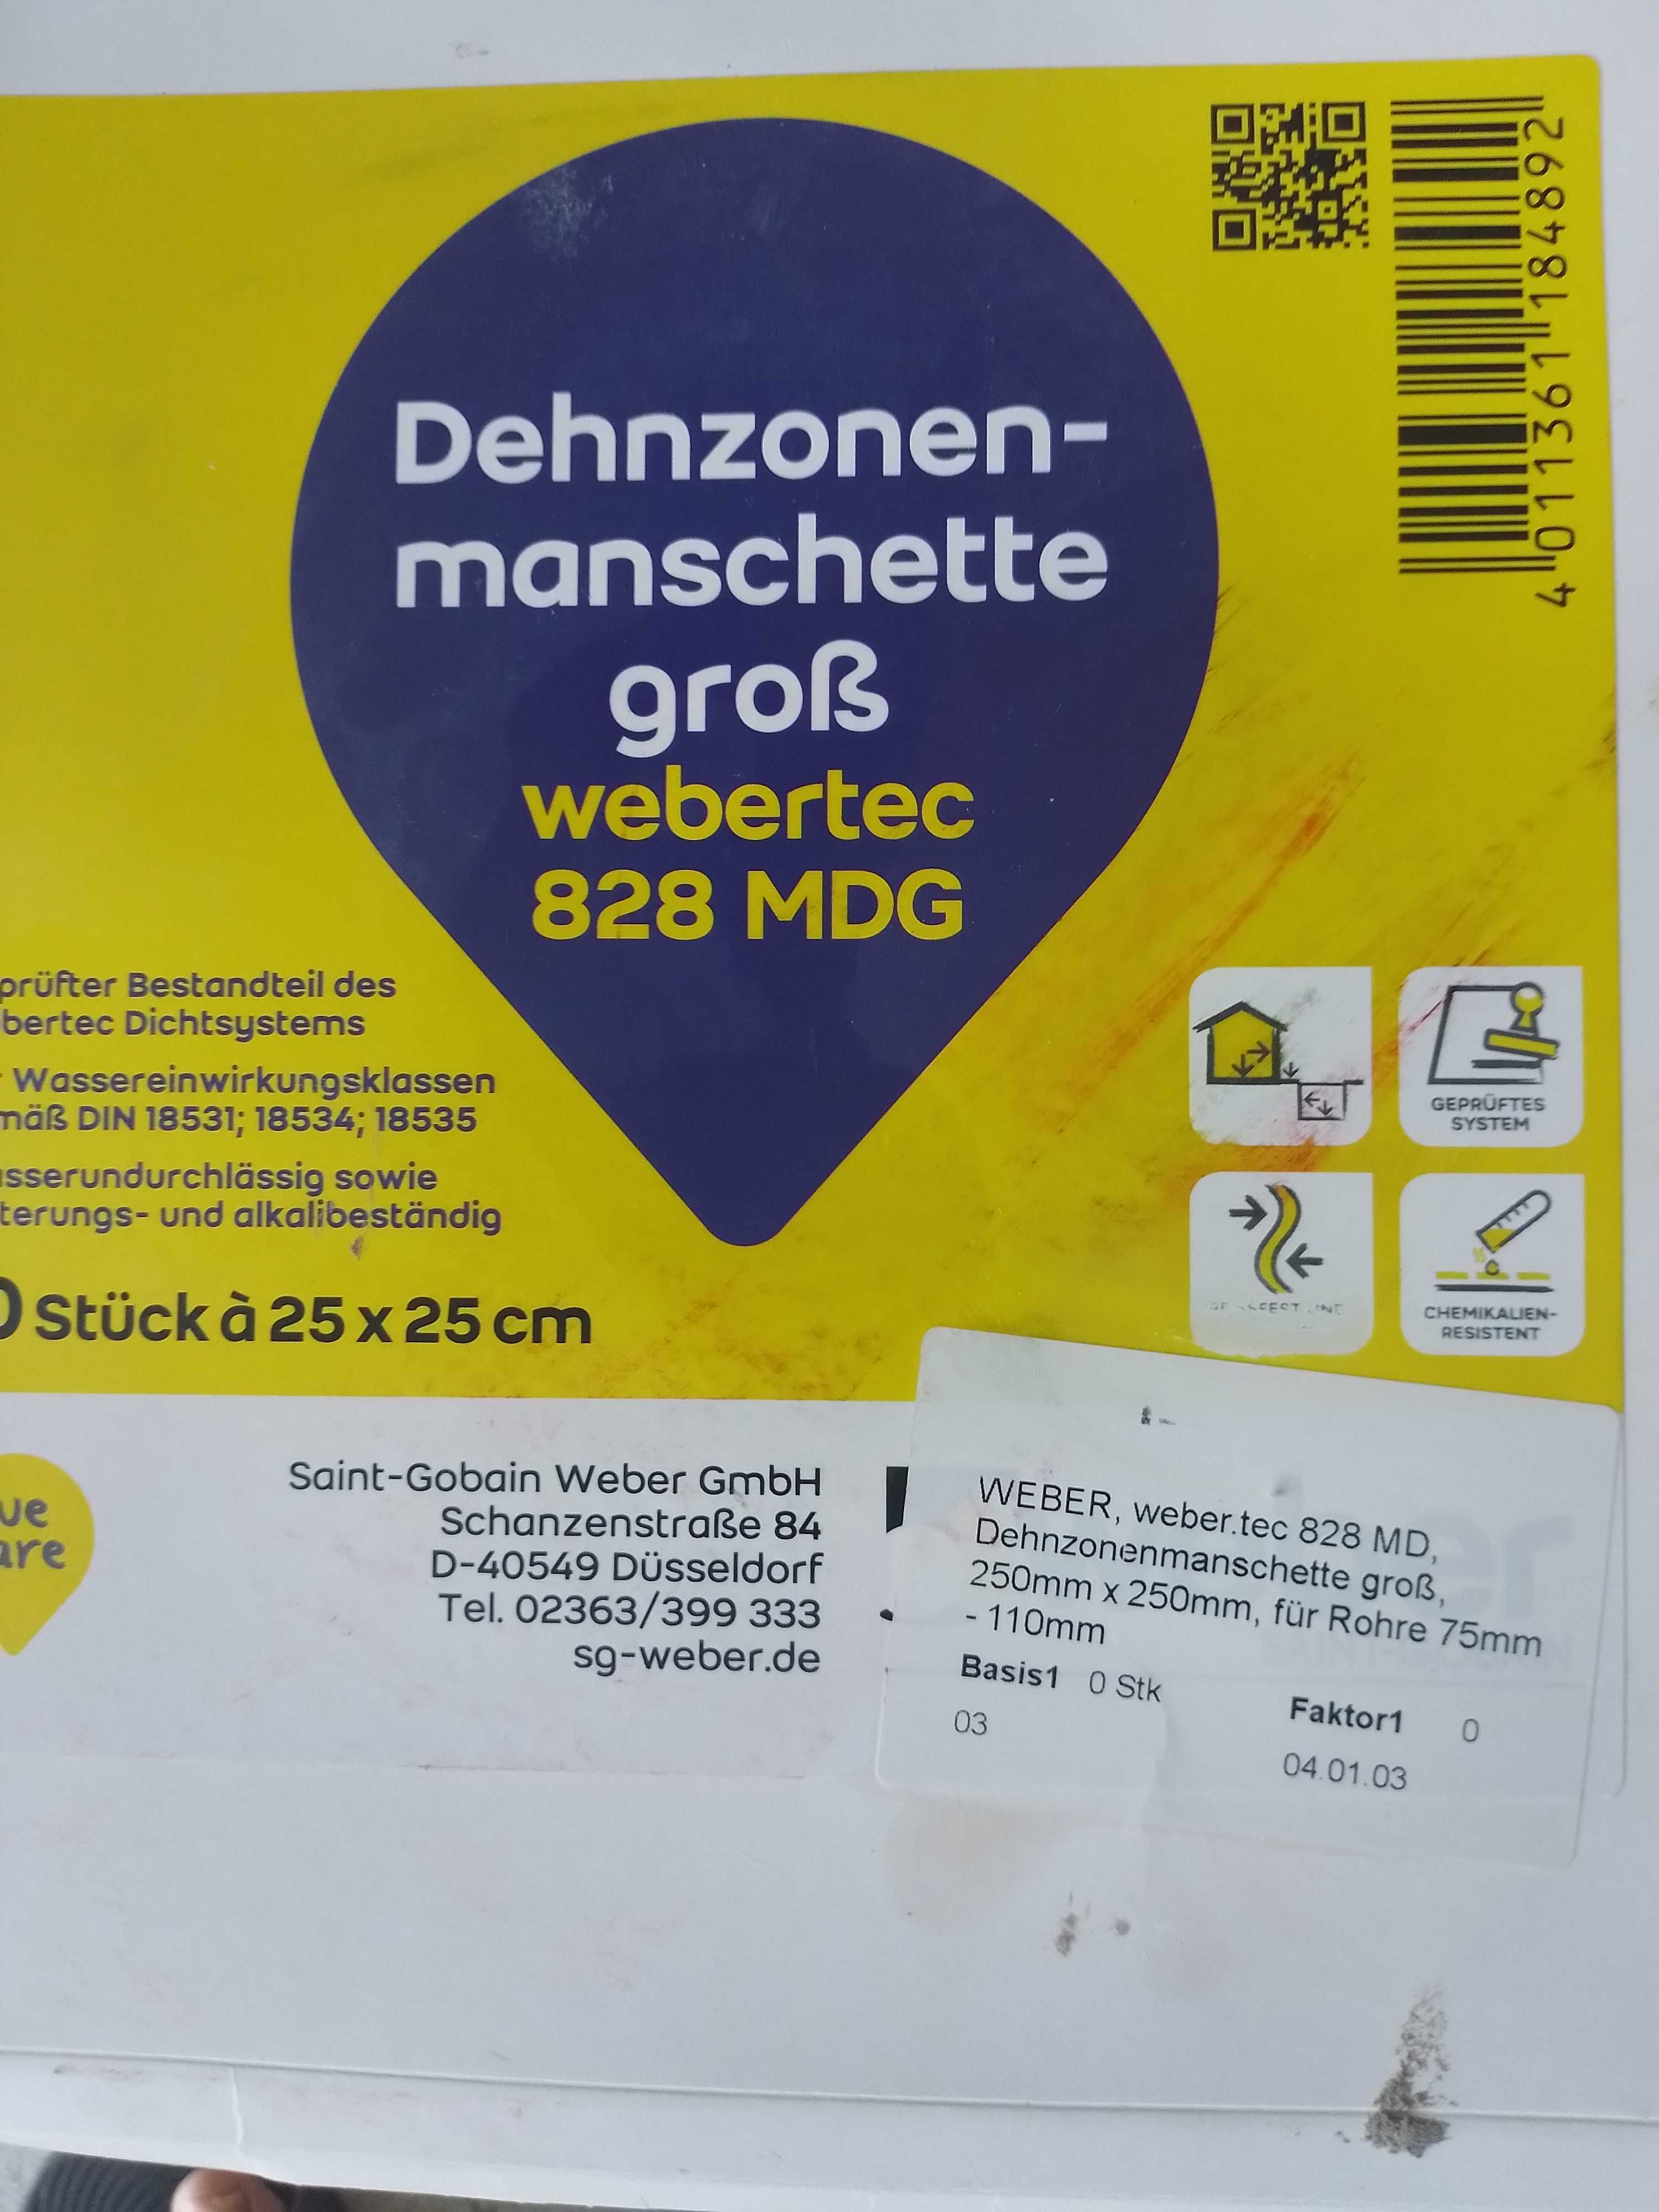 4 011361 184892
Dehnzonen-
manschette
groß
webertec
828 MDG
prüfter Bestandteil des
bertec Dichtsystems
Wassereinwirkungsklassen
mäß DIN 18531; 18534; 18535
sserundurchlässig sowie
terungs- und alkalibeständig
0 Stück à 25 x 25 cm
GEPRÜFTES
SYSTEM
CHEMIKALIEN-
RESISTENT
ue
are
Saint-Gobain Weber GmbH
Schanzenstraße 84
D-40549 Düsseldorf
Tel. 02363/399 333
sg-weber.de
WEBER, weber.tec 828 MD,
Dehnzonenmanschette groß,
250mm x 250mm, für Rohre 75mm
- 110mm
Basis1 0 Stk
Faktor1 0
03
04.01.03